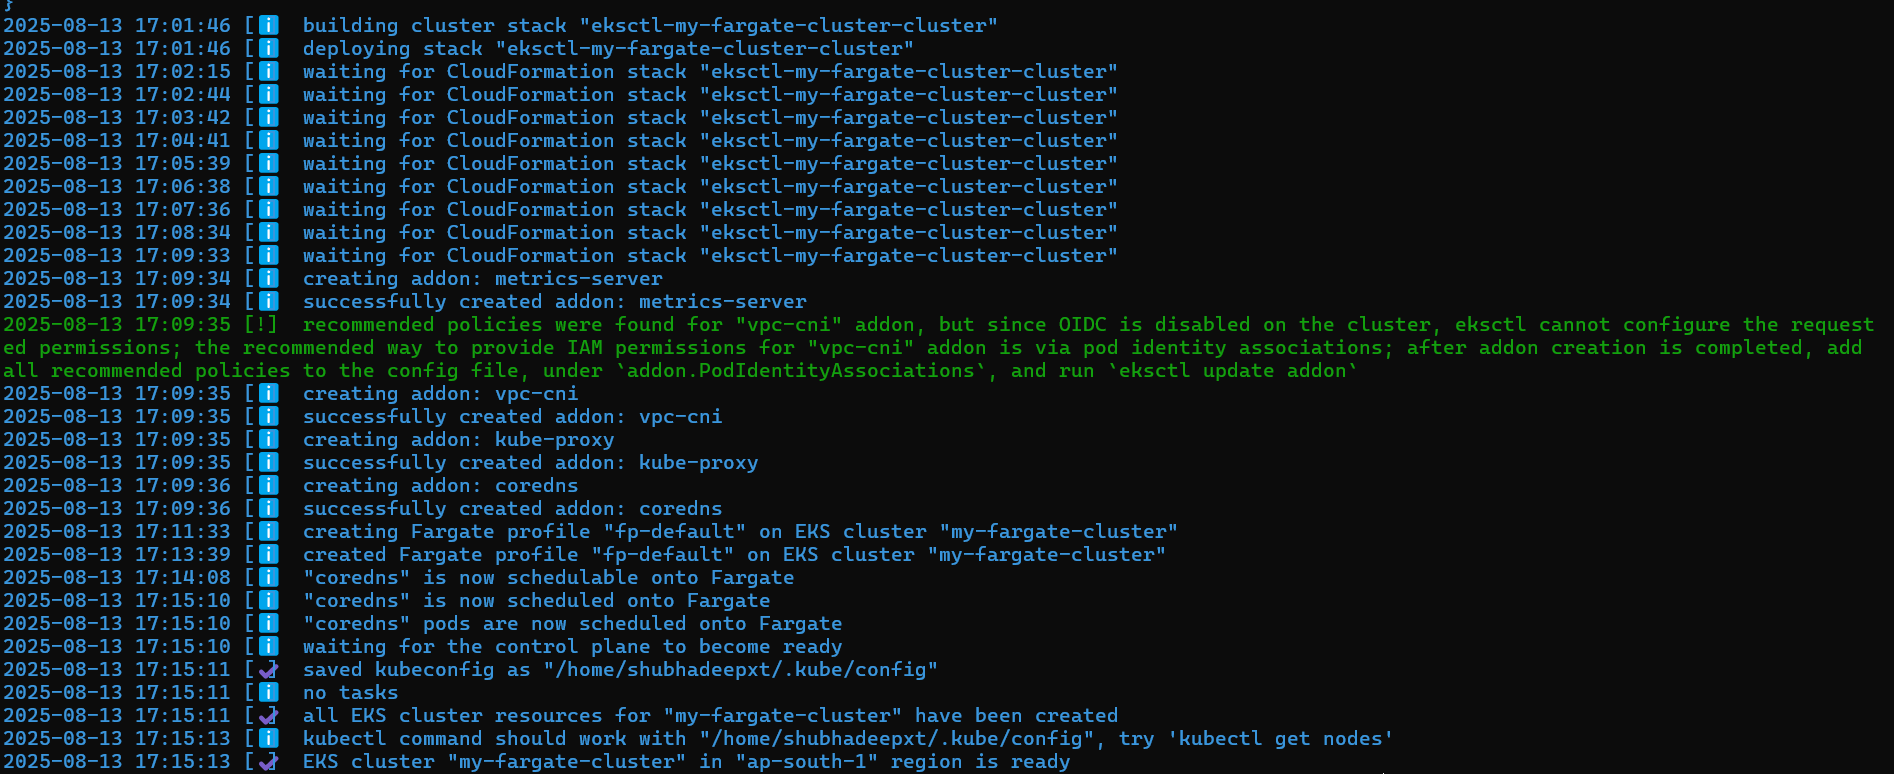 }
2025-08-13 17:01:46 [ℹ]  building cluster stack "eksctl-my-fargate-cluster-cluster"
2025-08-13 17:01:46 [ℹ]  deploying stack "eksctl-my-fargate-cluster-cluster"
2025-08-13 17:02:15 [ℹ]  waiting for CloudFormation stack "eksctl-my-fargate-cluster-cluster"
2025-08-13 17:02:44 [ℹ]  waiting for CloudFormation stack "eksctl-my-fargate-cluster-cluster"
2025-08-13 17:03:42 [ℹ]  waiting for CloudFormation stack "eksctl-my-fargate-cluster-cluster"
2025-08-13 17:04:41 [ℹ]  waiting for CloudFormation stack "eksctl-my-fargate-cluster-cluster"
2025-08-13 17:05:39 [ℹ]  waiting for CloudFormation stack "eksctl-my-fargate-cluster-cluster"
2025-08-13 17:06:38 [ℹ]  waiting for CloudFormation stack "eksctl-my-fargate-cluster-cluster"
2025-08-13 17:07:36 [ℹ]  waiting for CloudFormation stack "eksctl-my-fargate-cluster-cluster"
2025-08-13 17:08:34 [ℹ]  waiting for CloudFormation stack "eksctl-my-fargate-cluster-cluster"
2025-08-13 17:09:33 [ℹ]  waiting for CloudFormation stack "eksctl-my-fargate-cluster-cluster"
2025-08-13 17:09:34 [ℹ]  creating addon: metrics-server
2025-08-13 17:09:34 [ℹ]  successfully created addon: metrics-server
2025-08-13 17:09:35 [!]  recommended policies were found for "vpc-cni" addon, but since OIDC is disabled on the cluster, eksctl cannot configure the request
ed permissions; the recommended way to provide IAM permissions for "vpc-cni" addon is via pod identity associations; after addon creation is completed, add
all recommended policies to the config file, under `addon.PodIdentityAssociations`, and run `eksctl update addon`
2025-08-13 17:09:35 [ℹ]  creating addon: vpc-cni
2025-08-13 17:09:35 [ℹ]  successfully created addon: vpc-cni
2025-08-13 17:09:35 [ℹ]  creating addon: kube-proxy
2025-08-13 17:09:35 [ℹ]  successfully created addon: kube-proxy
2025-08-13 17:09:36 [ℹ]  creating addon: coredns
2025-08-13 17:09:36 [ℹ]  successfully created addon: coredns
2025-08-13 17:11:33 [ℹ]  creating Fargate profile "fp-default" on EKS cluster "my-fargate-cluster"
2025-08-13 17:13:39 [ℹ]  created Fargate profile "fp-default" on EKS cluster "my-fargate-cluster"
2025-08-13 17:14:08 [ℹ]  "coredns" is now schedulable onto Fargate
2025-08-13 17:15:10 [ℹ]  "coredns" is now scheduled onto Fargate
2025-08-13 17:15:10 [ℹ]  "coredns" pods are now scheduled onto Fargate
2025-08-13 17:15:10 [ℹ]  waiting for the control plane to become ready
2025-08-13 17:15:11 [✔]  saved kubeconfig as "/home/shubhadeepxt/.kube/config"
2025-08-13 17:15:11 [ℹ]  no tasks
2025-08-13 17:15:11 [✔]  all EKS cluster resources for "my-fargate-cluster" have been created
2025-08-13 17:15:13 [ℹ]  kubectl command should work with "/home/shubhadeepxt/.kube/config", try 'kubectl get nodes'
2025-08-13 17:15:13 [✔]  EKS cluster "my-fargate-cluster" in "ap-south-1" region is ready